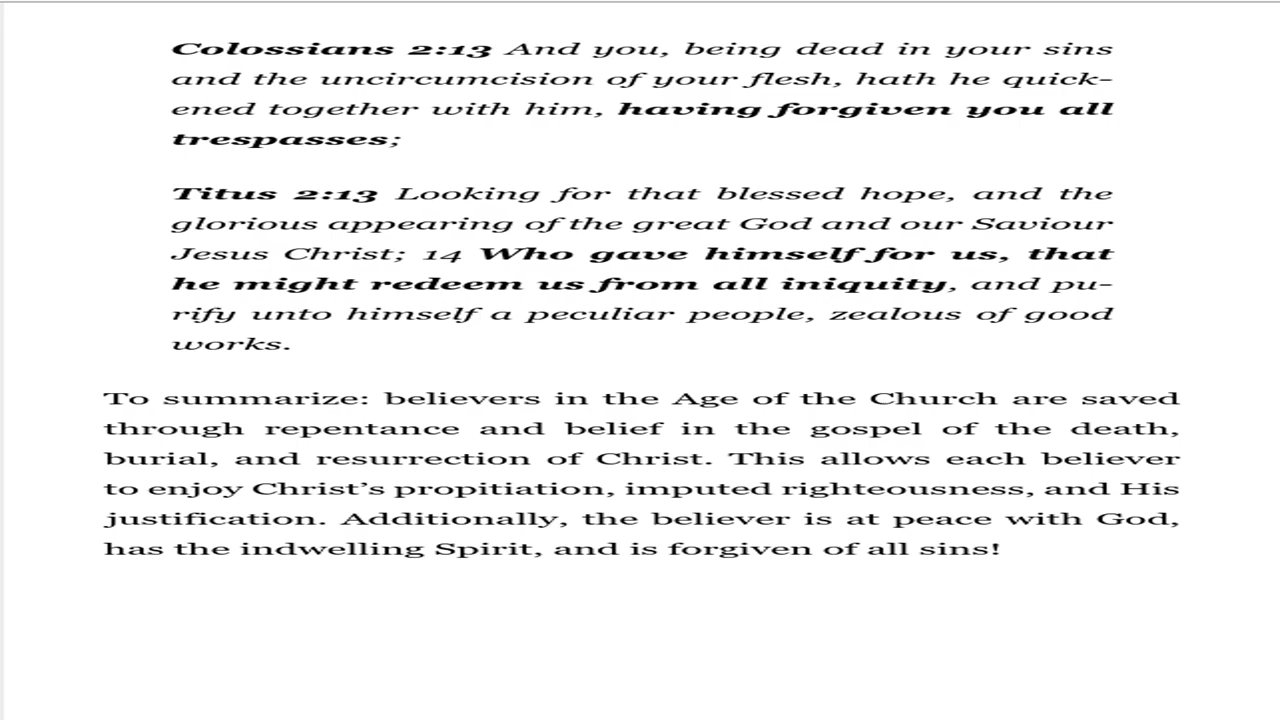 Colossians 2:13 And you, being dead in your sins
and the uncircumcision of your flesh, hath he quick-
ened together with him, having forgiven you all
trespasses;
Titus 2:13 Looking for that blessed hope, and the
glorious appearing of the great God and our Saviour
Jesus Christ; 14 Who gave himself for us, that
he might redeem us from all iniquity, and pu-
rify unto himself a peculiar people, zealous of good
works.
To summarize: believers in the Age of the Church are saved
through repentance and belief in the gospel of the death,
burial, and resurrection of Christ. This allows each believer
to enjoy Christ’s propitiation, imputed righteousness, and His
justification. Additionally, the believer is at peace with God,
has the indwelling Spirit, and is forgiven of all sins!